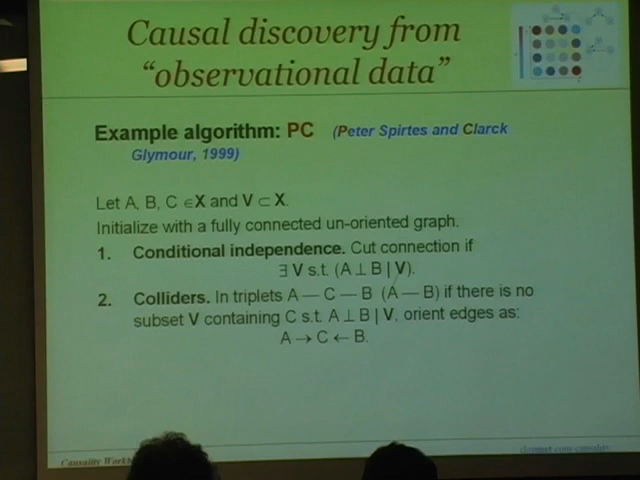 Causal discovery from
“observational data”
Example algorithm: PC (Peter Spirtes and Clarck
Glymour, 1999)
Let A, B, C ∈X and V ⊂ X.
Initialize with a fully connected un-oriented graph.
1. Conditional independence. Cut connection if
∃ V s.t. (A ⊥ B | V).
2. Colliders. In triplets A — C — B (A — B) if there is no
subset V containing C s.t. A ⊥ B | V, orient edges as:
A → C ← B.
Causality